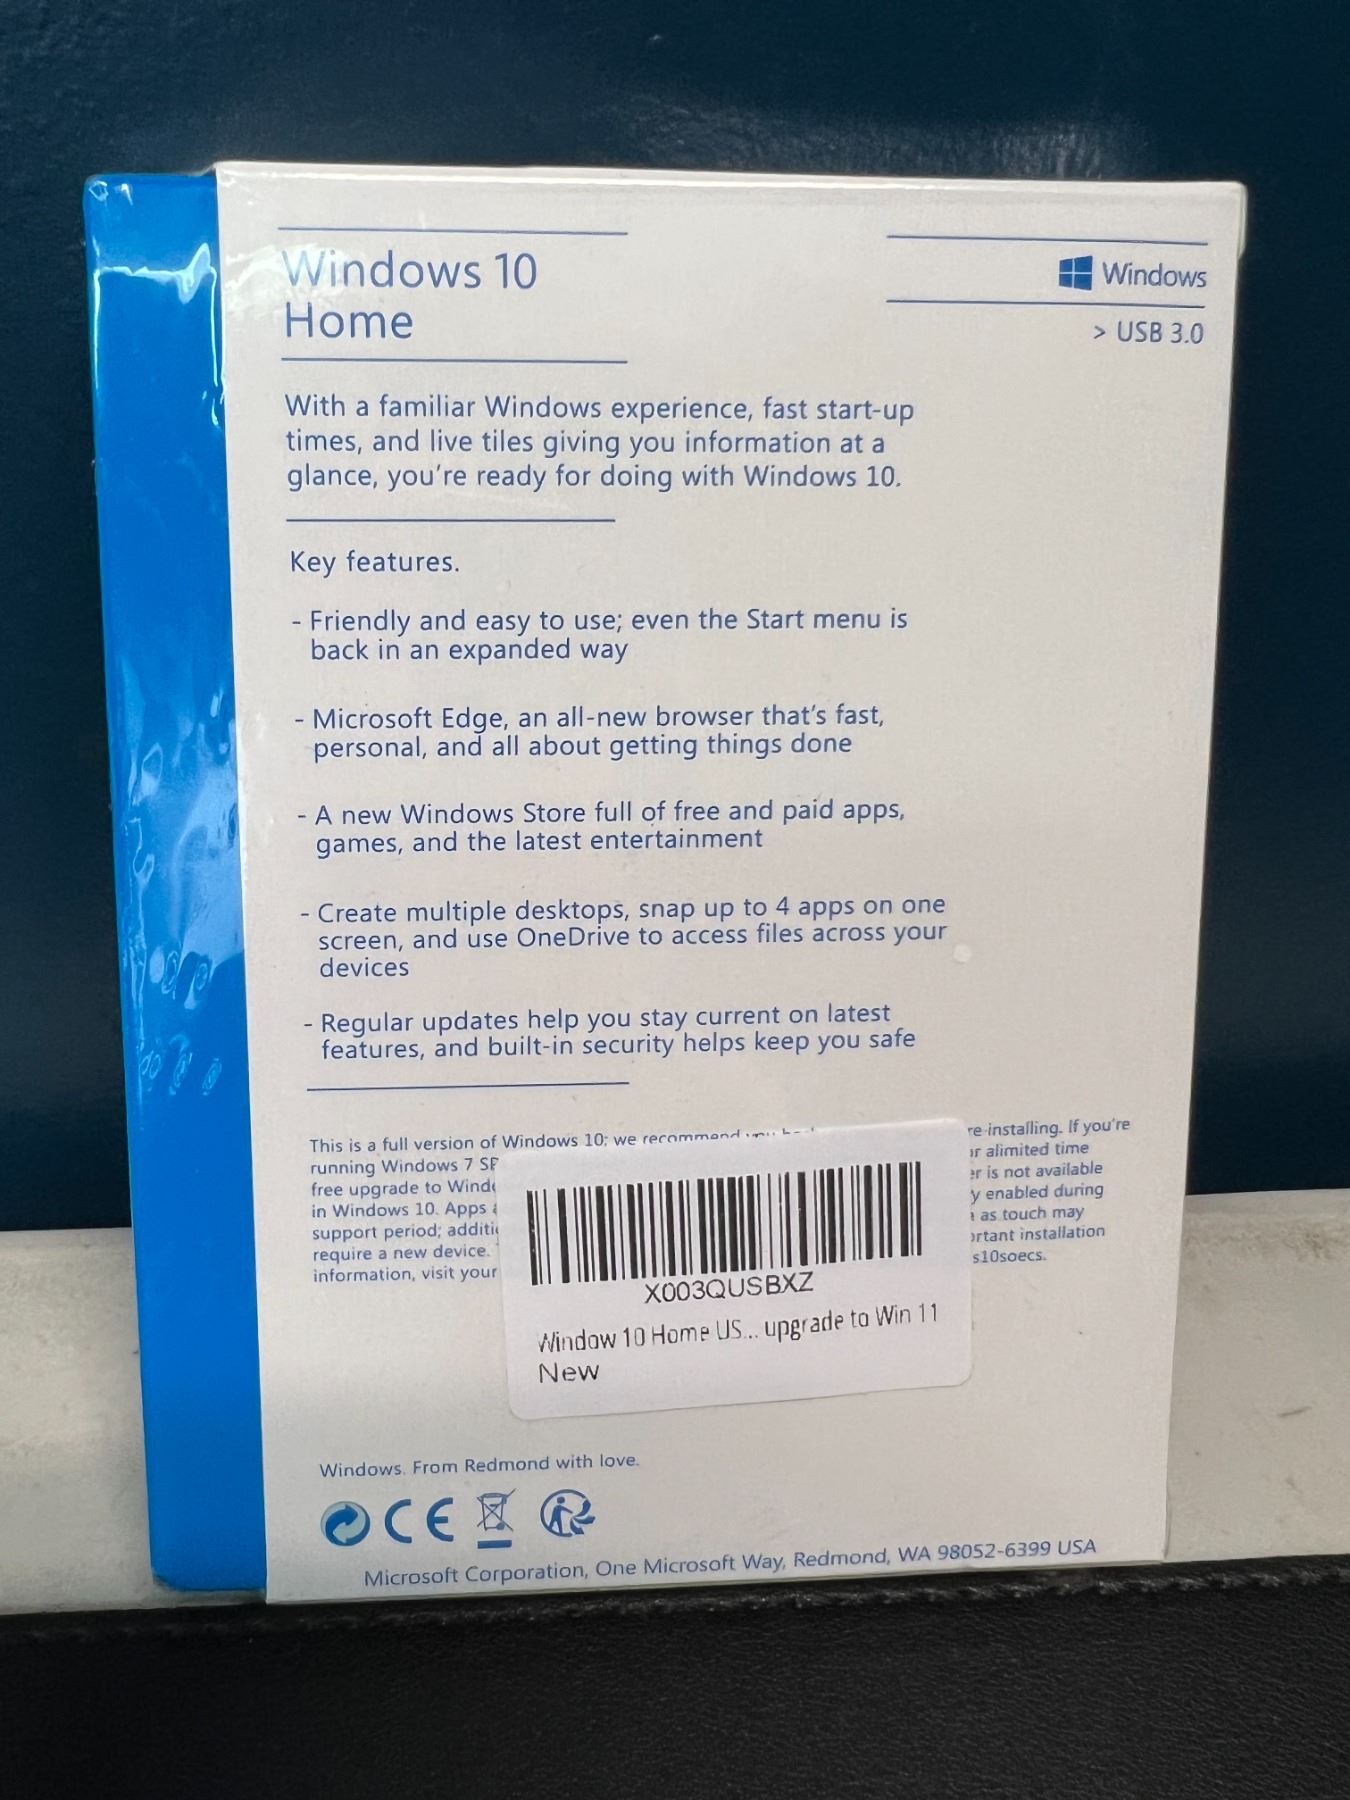 Windows 10
Home
Windows
> USB 3.0
With a familiar Windows experience, fast start-up
times, and live tiles giving you information at a
glance, you're ready for doing with Windows 10.
Key features.
- Friendly and easy to use; even the Start menu is
back in an expanded way
- Microsoft Edge, an all-new browser that's fast,
personal, and all about getting things done
- A new Windows Store full of free and paid apps,
games, and the latest entertainment
- Create multiple desktops, snap up to 4 apps on one
screen, and use OneDrive to access files across your
devices
- Regular updates help you stay current on latest
features, and built-in security helps keep you safe
This is a full version of Windows 10; we recommend installing. If you're
running Windows 7 alimited time
free upgrade to is not available
in Windows 10. Apps enabled during
support period; as touch may
require a new device. installation
information, visit your s10soecs.
X003QUSBXZ
Window 10 Home US... upgrade to Win 11
New
Windows. From Redmond with love.
CE
Microsoft Corporation, One Microsoft Way, Redmond, WA 98052-6399 USA